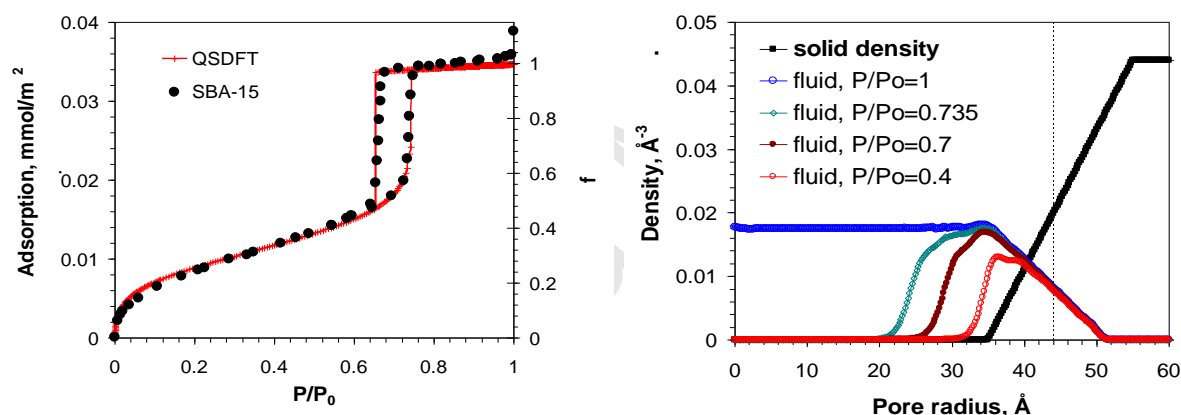 0.04
0.03
0.02
0.01
0
Adsorption, mmol/m²
QSDFT
SBA-15
1
0.8
0.6
0.4
0.2
0
f
0 0.2 0.4 0.6 0.8 1
P/P₀
0.05
0.04
0.03
0.02
0.01
0
Density, Å⁻³
solid density
fluid, P/Po=1
fluid, P/Po=0.735
fluid, P/Po=0.7
fluid, P/Po=0.4
0 10 20 30 40 50 60
Pore radius, Å